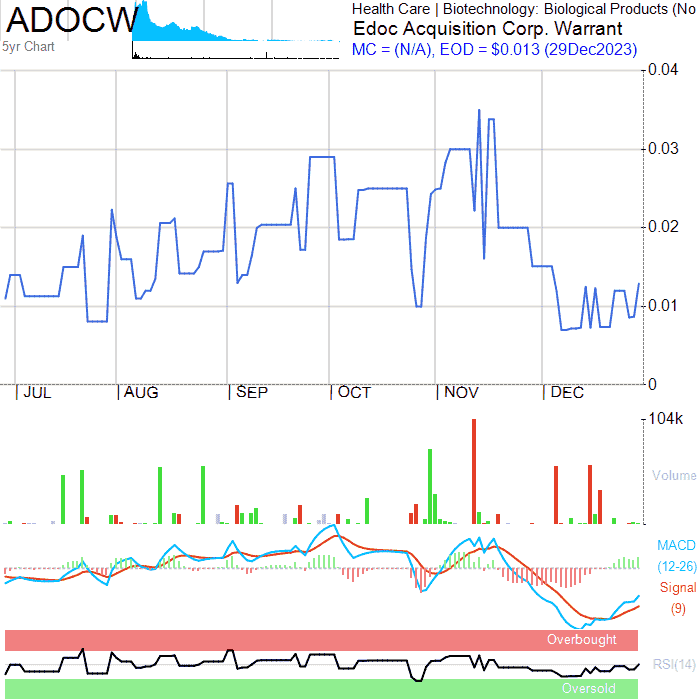 ADOCW
5yr Chart
Health Care | Biotechnology: Biological Products (No
Edoc Acquisition Corp. Warrant
MC = (N/A), EOD = $0.013 (29Dec2023)
0.04
0.03
0.02
0.01
0
| JUL | AUG | SEP | OCT | NOV | DEC
104k
Volume
MACD
(12-26)
Signal
(9)
Overbought
RSI(14)
Oversold